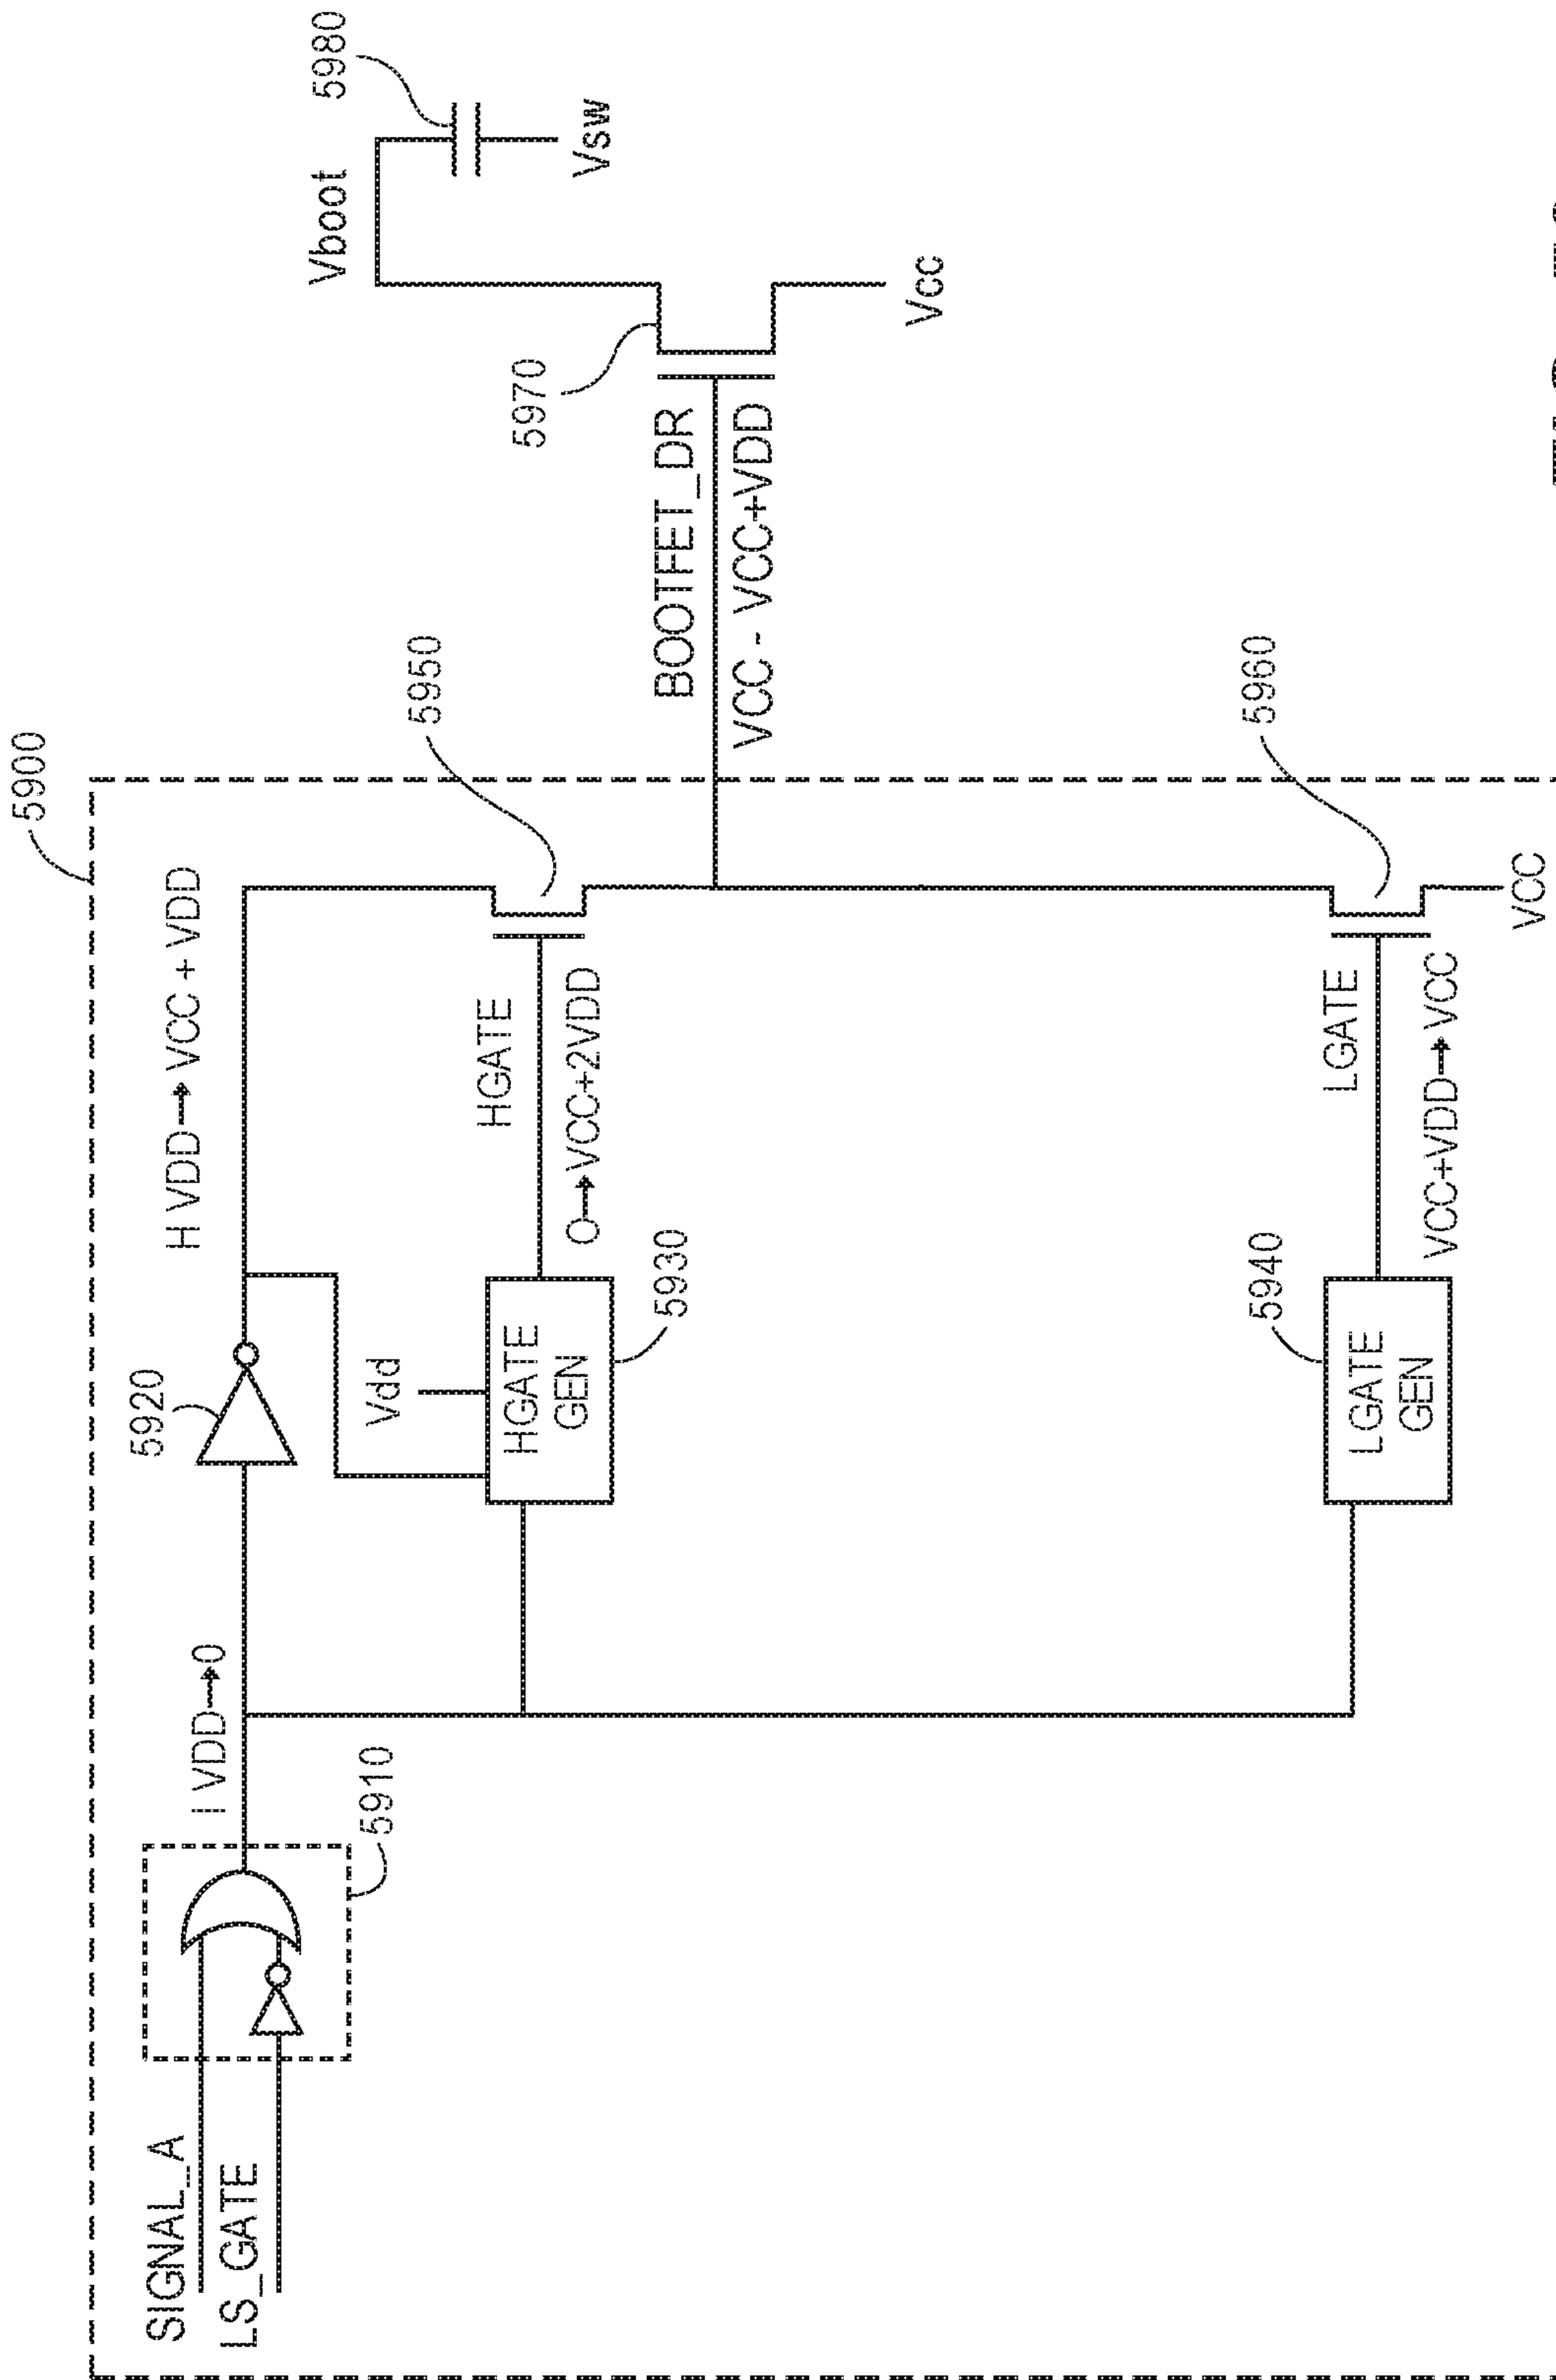 5900
SIGNAL_A
LS_GATE
5910
I VDD→0
5920
H VDD→VCC + VDD
Vdd
HGATE
GEN
5930
HGATE
O→VCC+2VDD
5950
LGATE
GEN
5940
LGATE
VCC+VDD→VCC
5960
VCC
BOOTFET_DR
VCC - VCC+VDD
5970
Vboot
5980
Vsw
Vcc